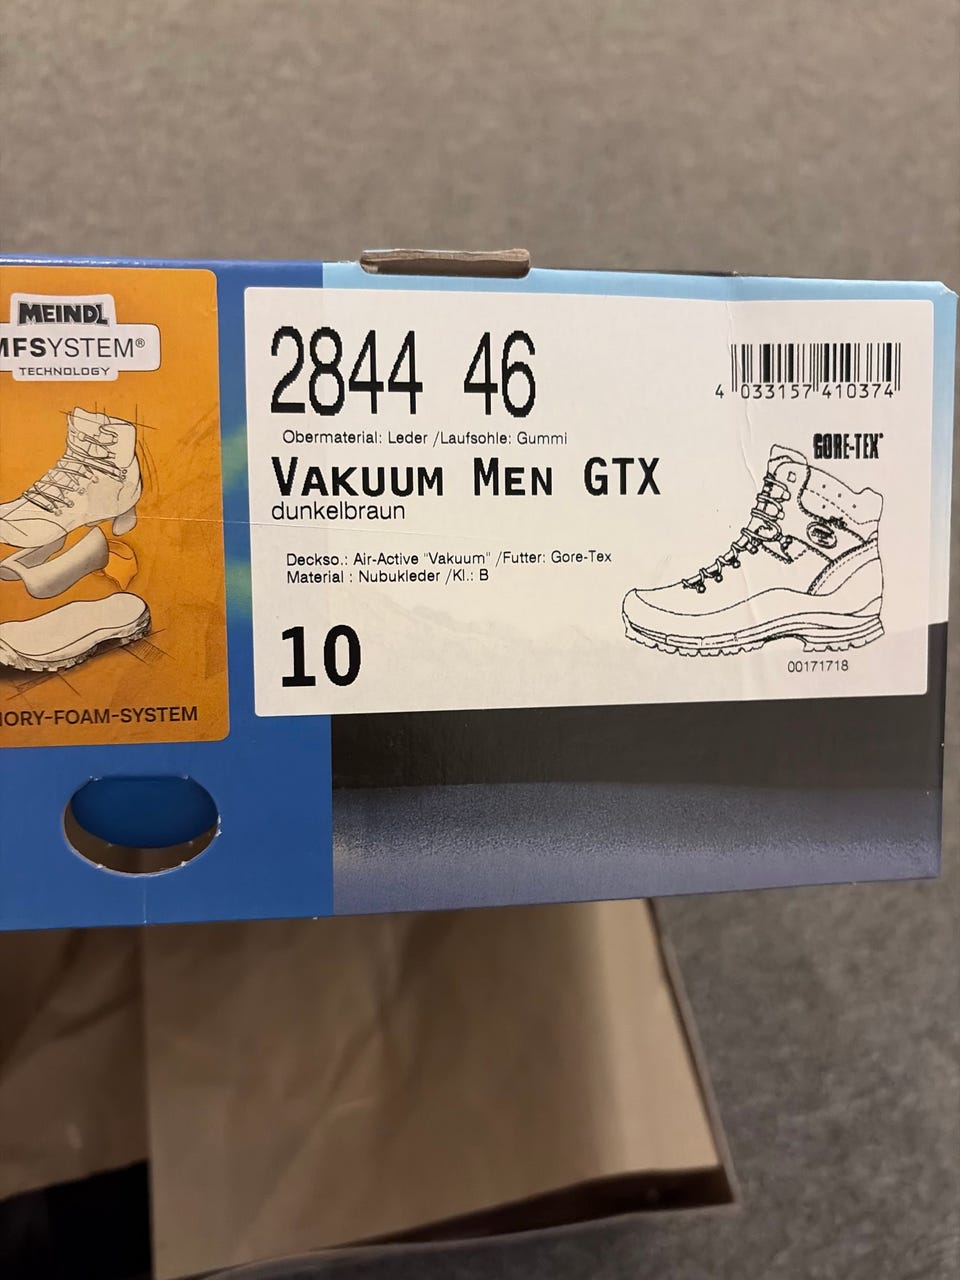 MEINDL
MFSYSTEM®
TECHNOLOGY
ORY-FOAM-SYSTEM
2844 46
Obermaterial: Leder /Laufsohle: Gummi
VAKUUM MEN GTX
dunkelbraun
Deckso.: Air-Active "Vakuum" /Futter: Gore-Tex
Material : Nubukleder /Kl.: B
10
4 033157 410374
GORE-TEX®
00171718